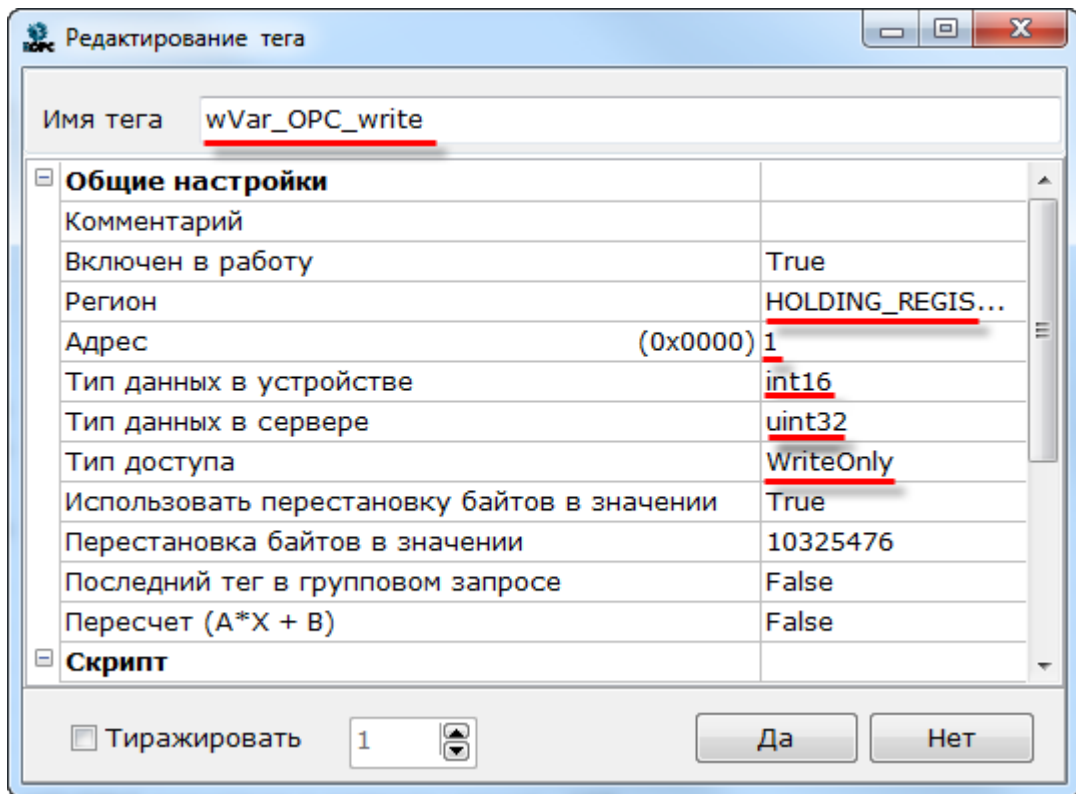 Редактирование тега
Имя тега wVar_OPC_write
Общие настройки
Комментарий
Включен в работу True
Регион HOLDING_REGIS...
Адрес (0x0000) 1
Тип данных в устройстве int16
Тип данных в сервере uint32
Тип доступа WriteOnly
Использовать перестановку байтов в значении True
Перестановка байтов в значении 10325476
Последний тег в групповом запросе False
Пересчет (A*X + B) False
Скрипт
Тиражировать 1 Да Нет